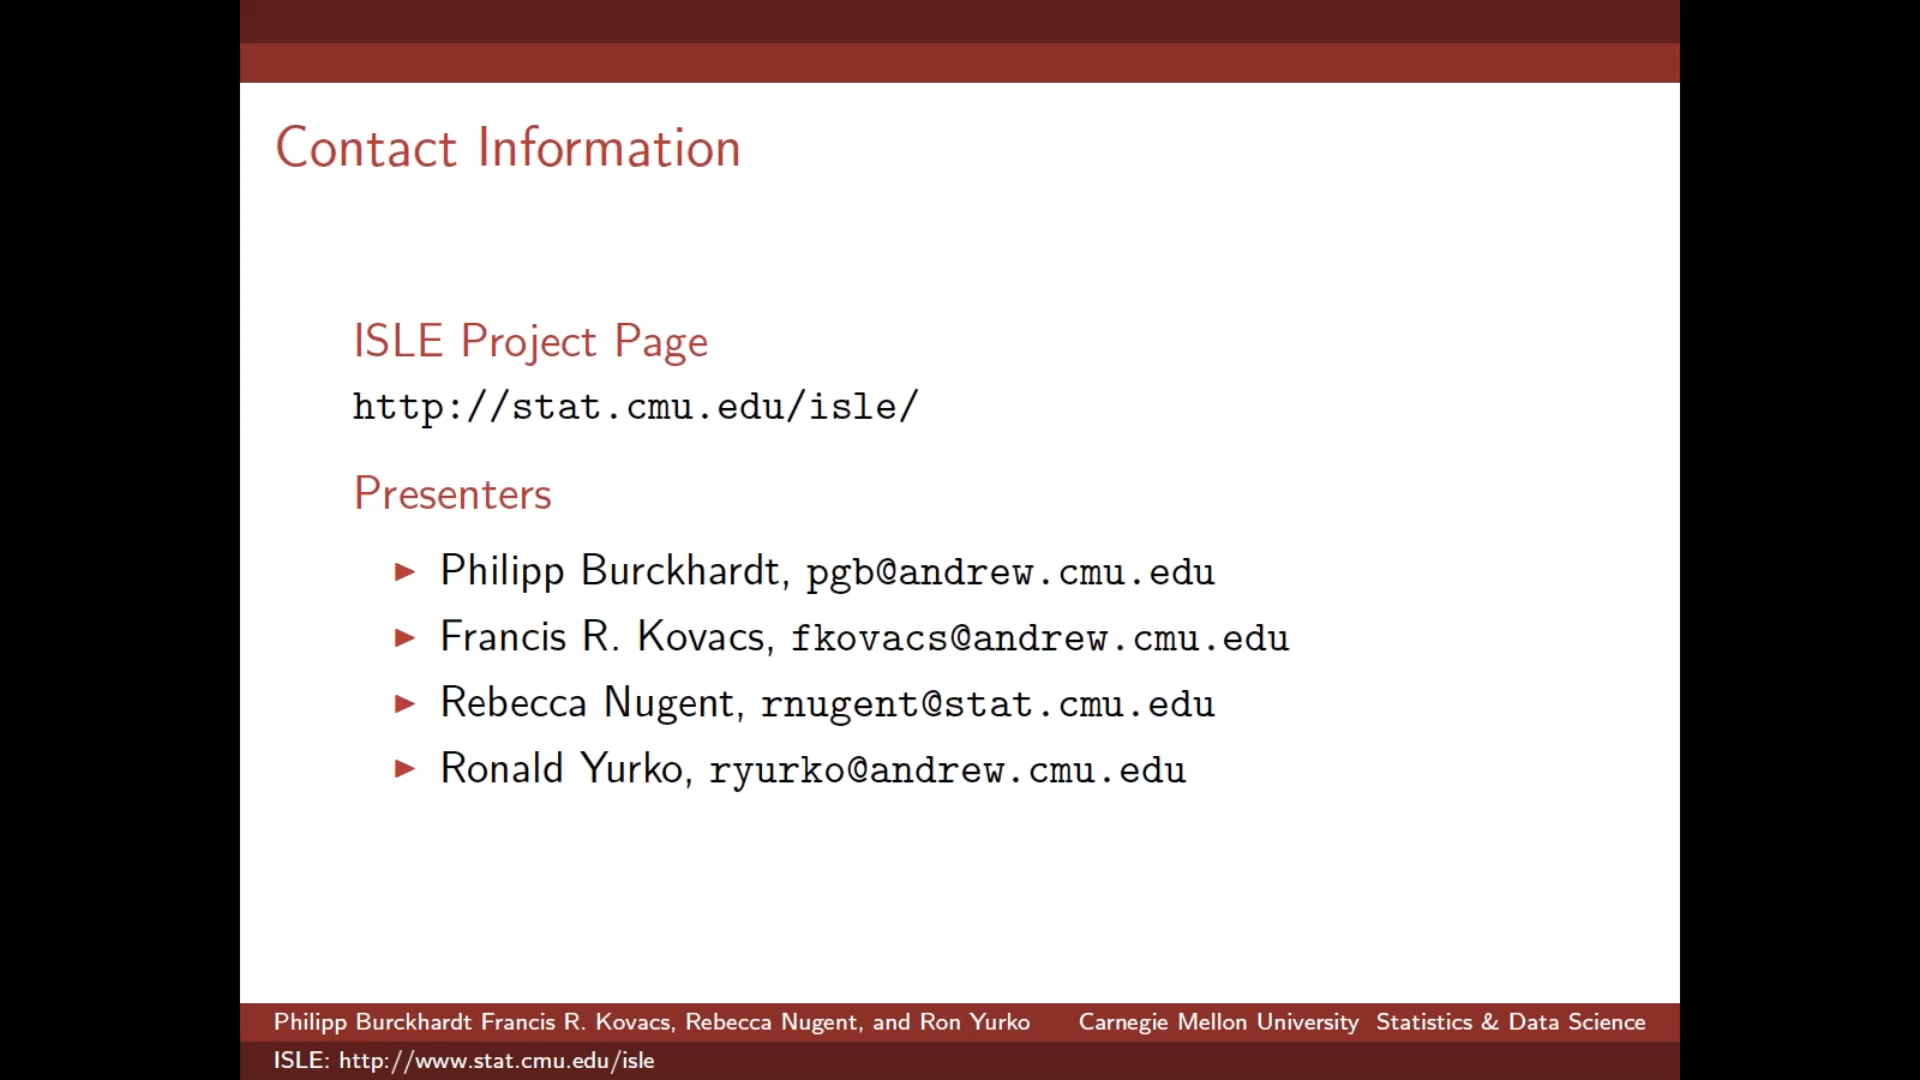 Contact Information
ISLE Project Page
http://stat.cmu.edu/isle/
Presenters
▶ Philipp Burckhardt, pgb@andrew.cmu.edu
▶ Francis R. Kovacs, fkovacs@andrew.cmu.edu
▶ Rebecca Nugent, rnugent@stat.cmu.edu
▶ Ronald Yurko, ryurko@andrew.cmu.edu
Philipp Burckhardt Francis R. Kovacs, Rebecca Nugent, and Ron Yurko Carnegie Mellon University Statistics & Data Science
ISLE: http://www.stat.cmu.edu/isle